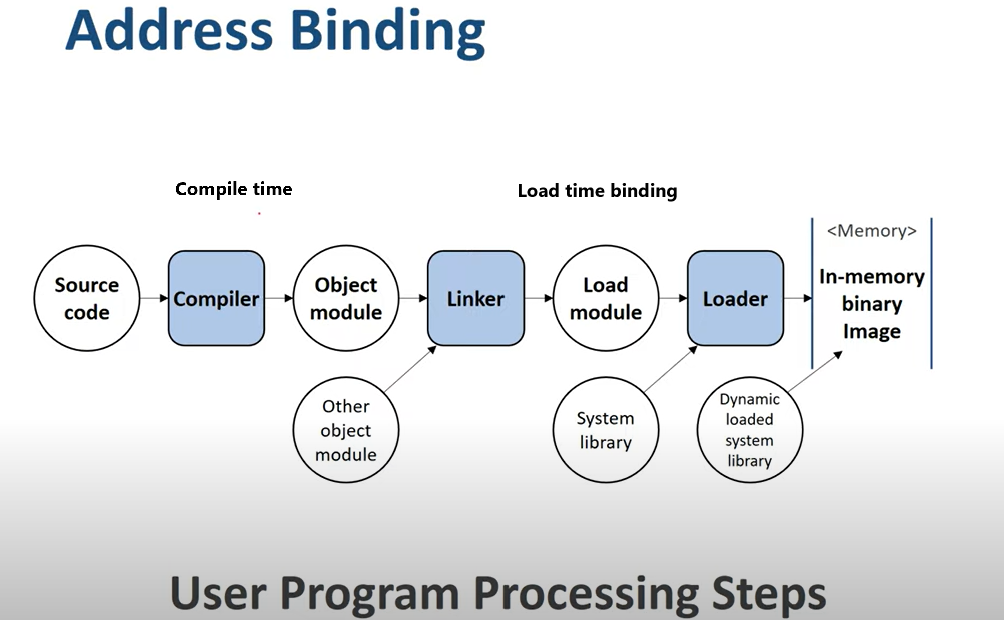 Address Binding
Compile time
Load time binding
<Memory>
Source
code
Compiler
Object
module
Linker
Load
module
Loader
In-memory
binary
Image
Other
object
module
System
library
Dynamic
loaded
system
library
User Program Processing Steps